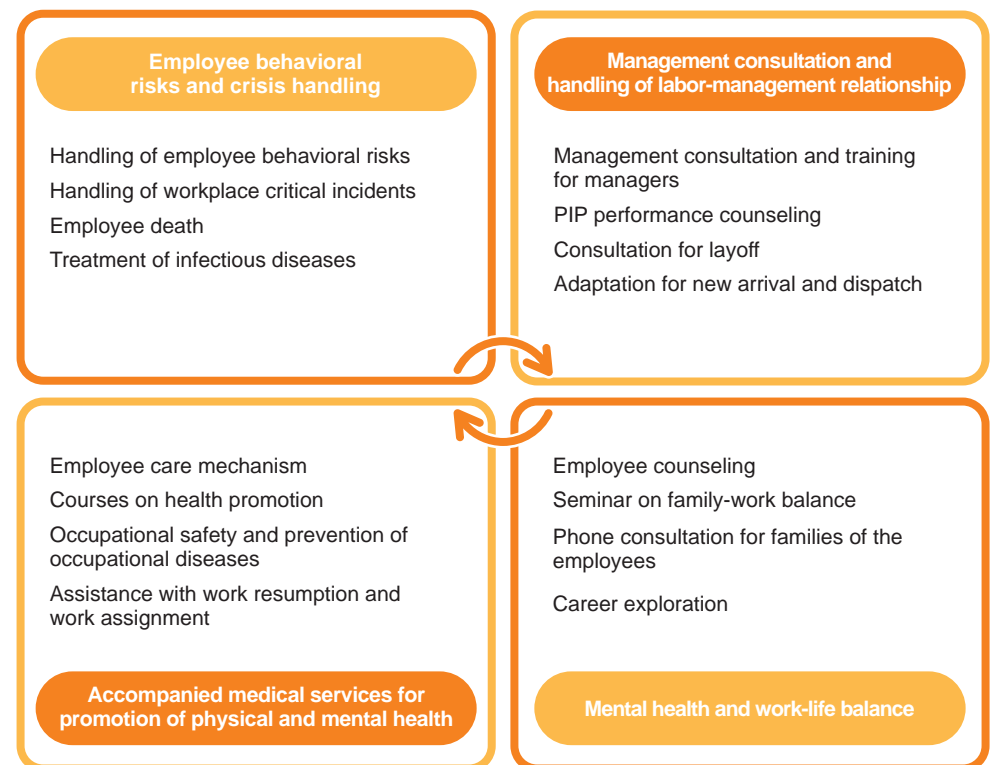 Employee behavioral
risks and crisis handling
Handling of employee behavioral risks
Handling of workplace critical incidents
Employee death
Treatment of infectious diseases
Management consultation and
handling of labor-management relationship
Management consultation and training
for managers
PIP performance counseling
Consultation for layoff
Adaptation for new arrival and dispatch
Employee care mechanism
Courses on health promotion
Occupational safety and prevention of
occupational diseases
Assistance with work resumption and
work assignment
Accompanied medical services for
promotion of physical and mental health
Employee counseling
Seminar on family-work balance
Phone consultation for families of the
employees
Career exploration
Mental health and work-life balance